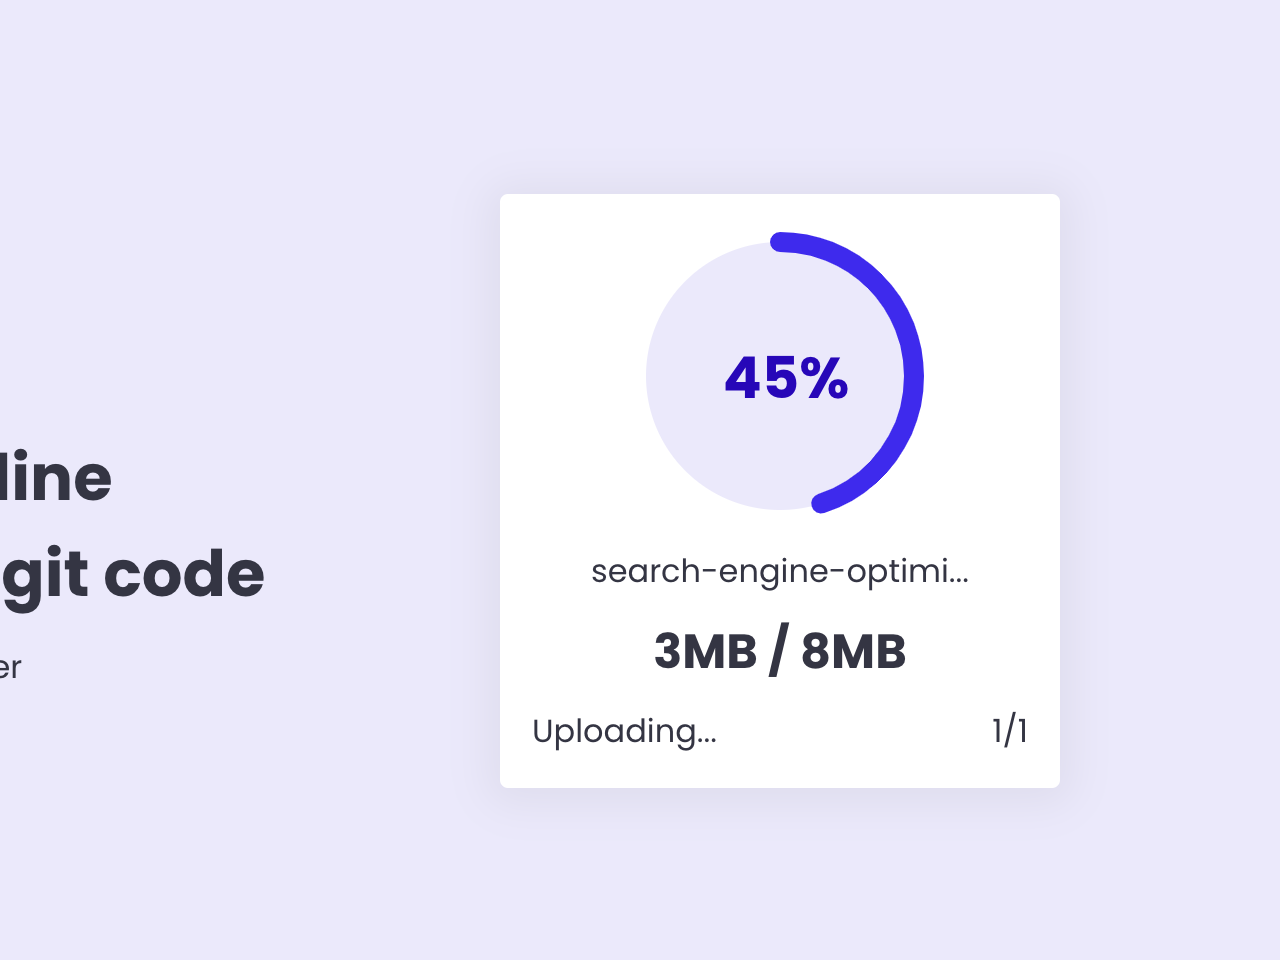 line
git code
er
45%
search-engine-optimi...
3MB / 8MB
Uploading...
1/1